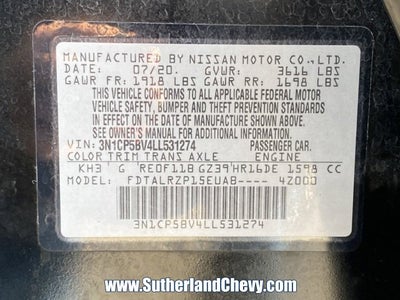 MANUFACTURED BY NISSAN MOTOR CO., LTD.
DATE: 07/20. GVWR: 3616 LBS
GAWR FR: 1918 LBS GAWR RR: 1698 LBS
THIS VEHICLE CONFORMS TO ALL APPLICABLE FEDERAL MOTOR
VEHICLE SAFETY, BUMPER AND THEFT PREVENTION STANDARDS
IN EFFECT ON THE DATE OF MANUFACTURE SHOWN ABOVE.
SEE OWNER'S MANUAL FOR ADDITIONAL INFORMATION
VIN: 3N1CP5BV4LL531274 PASSENGER CAR.
COLOR TRIM TRANS AXLE ENGINE
KH3 G RE0F11B GZ39 HR16DE 1598 CC
MODEL FDTALRZP15EUAB---- 4Z000
3N1CP5BV4LL531274
www.SutherlandChevy.com